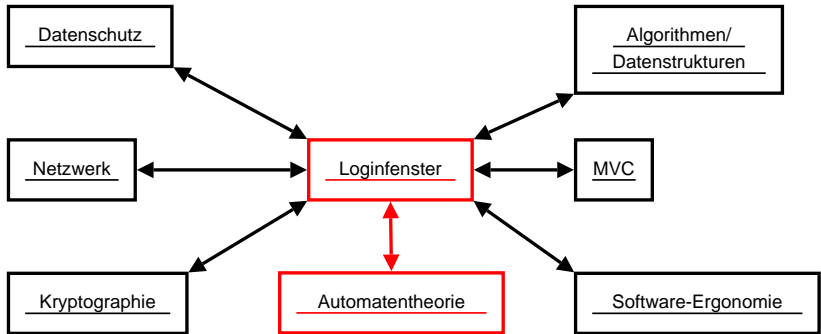 Datenschutz
Algorithmen/
Datenstrukturen
Netzwerk
Loginfenster
MVC
Kryptographie
Automatentheorie
Software-Ergonomie